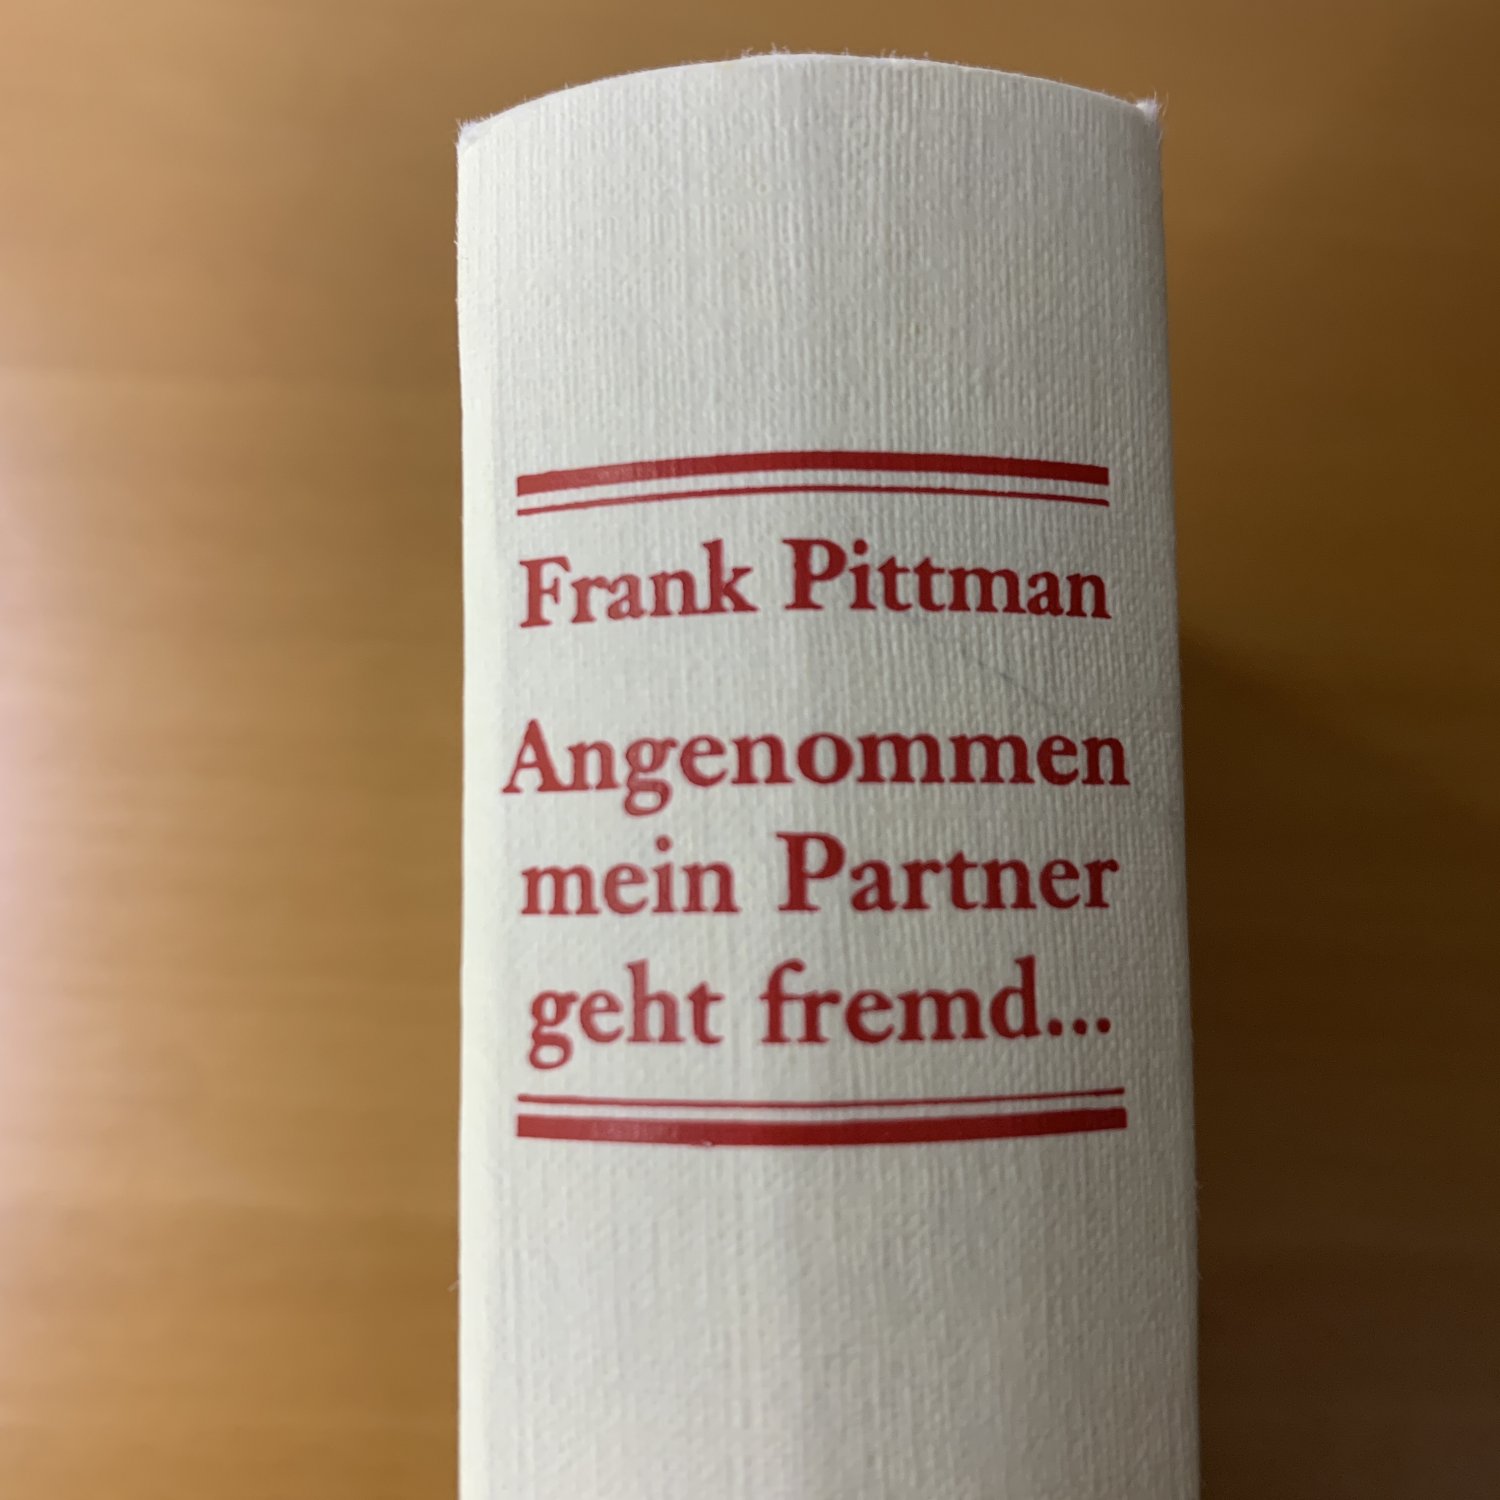 Frank Pittman
Angenommen
mein Partner
geht fremd...